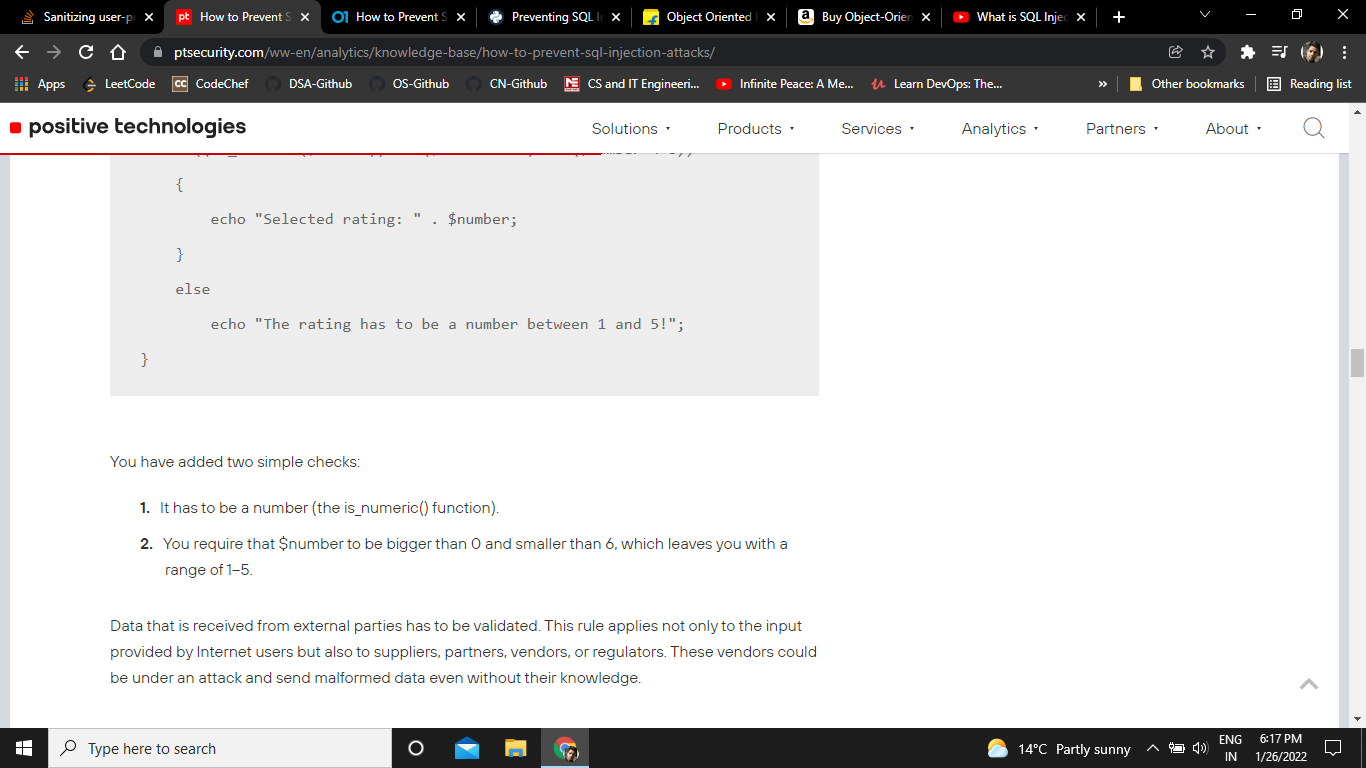 Sanitizing user-p
pt How to Prevent S
How to Prevent S
Preventing SQL I
Object Oriented
a Buy Object-Orien
What is SQL Injec
ptsecurity.com/ww-en/analytics/knowledge-base/how-to-prevent-sql-injection-attacks/
Apps
LeetCode
CC CodeChef
DSA-Github
OS-Github
CN-Github
CS and IT Engineeri...
Infinite Peace: A Me...
Learn DevOps: The...
»
Other bookmarks
Reading list
positive technologies
Solutions
Products
Services
Analytics
Partners
About
{
echo "Selected rating: " . $number;
}
else
echo "The rating has to be a number between 1 and 5!";
}
You have added two simple checks:
1. It has to be a number (the is_numeric() function).
2. You require that $number to be bigger than 0 and smaller than 6, which leaves you with a
range of 1–5.
Data that is received from external parties has to be validated. This rule applies not only to the input
provided by Internet users but also to suppliers, partners, vendors, or regulators. These vendors could
be under an attack and send malformed data even without their knowledge.
Type here to search
14°C Partly sunny
ENG
IN
6:17 PM
1/26/2022